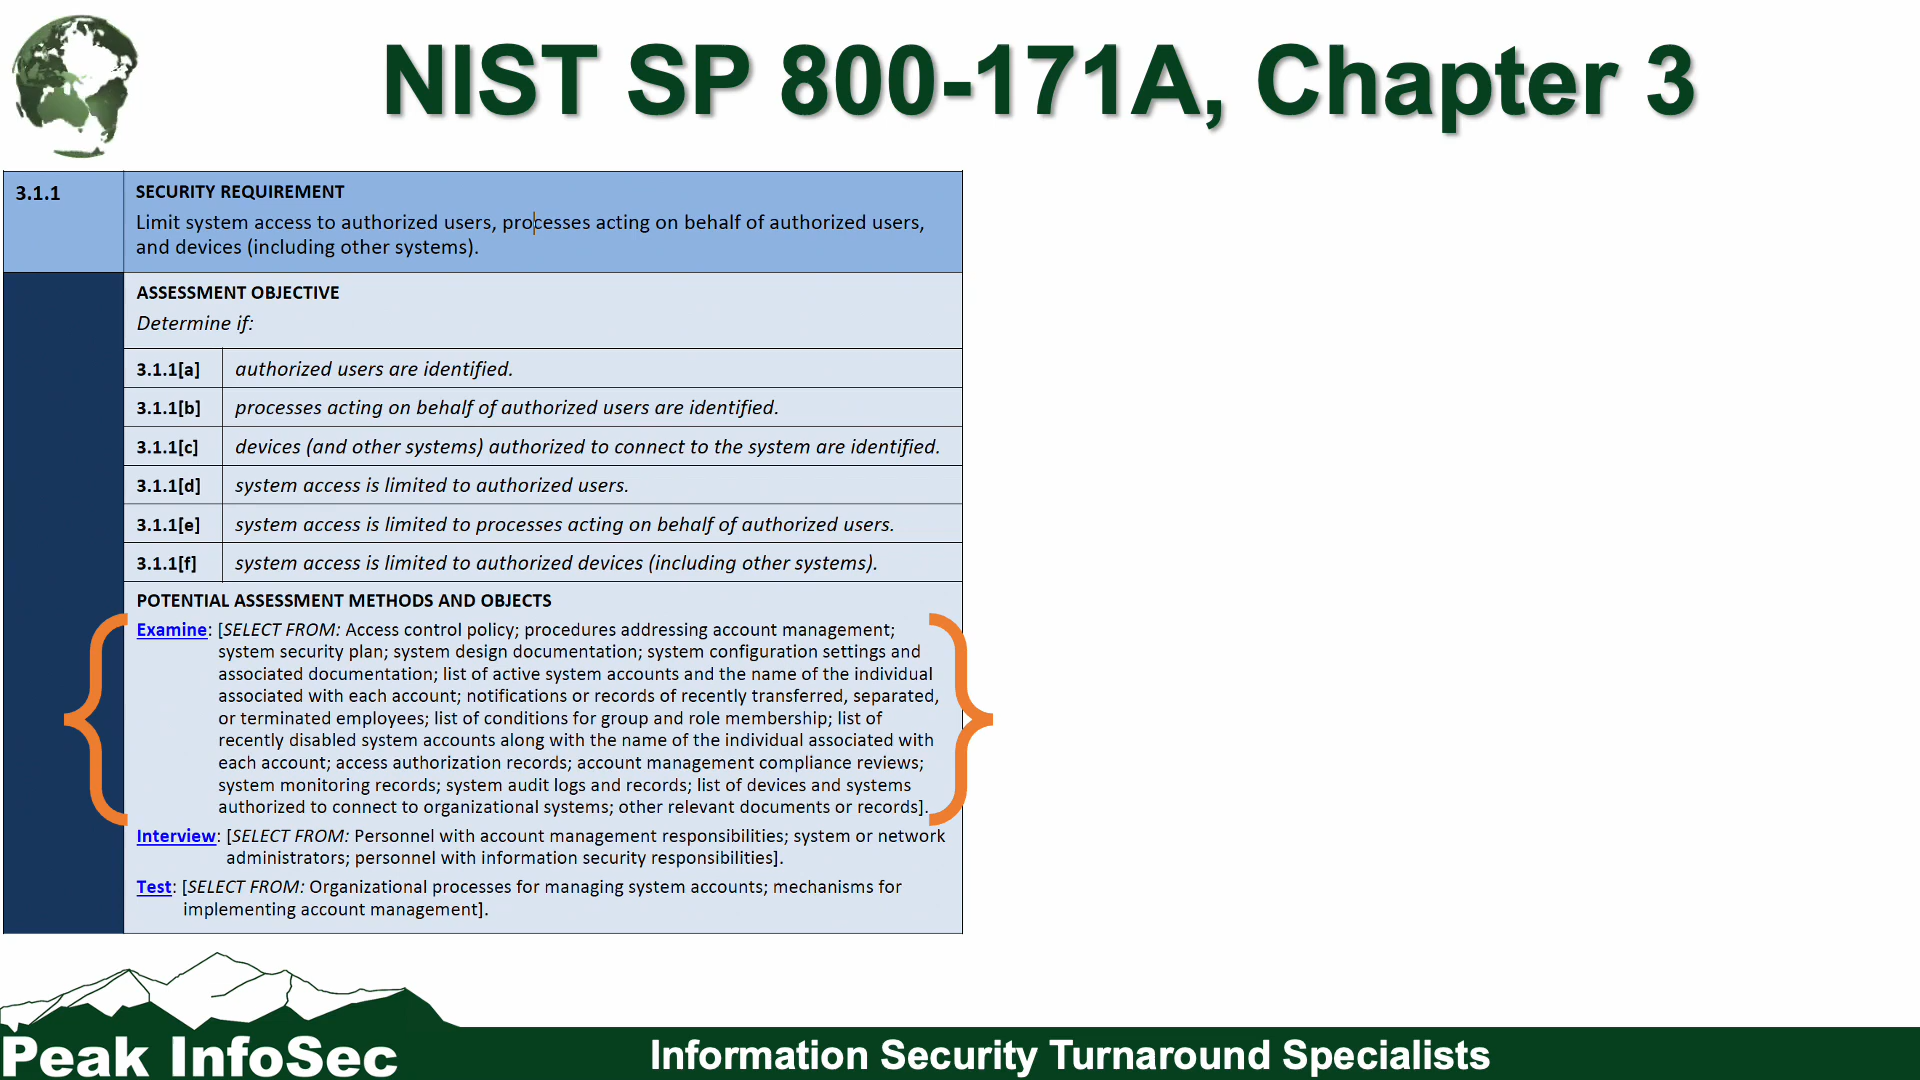 NIST SP 800-171A, Chapter 3
3.1.1
SECURITY REQUIREMENT
Limit system access to authorized users, processes acting on behalf of authorized users,
and devices (including other systems).
ASSESSMENT OBJECTIVE
Determine if:
3.1.1[a] authorized users are identified.
3.1.1[b] processes acting on behalf of authorized users are identified.
3.1.1[c] devices (and other systems) authorized to connect to the system are identified.
3.1.1[d] system access is limited to authorized users.
3.1.1[e] system access is limited to processes acting on behalf of authorized users.
3.1.1[f] system access is limited to authorized devices (including other systems).
POTENTIAL ASSESSMENT METHODS AND OBJECTS
Examine: [SELECT FROM: Access control policy; procedures addressing account management;
system security plan; system design documentation; system configuration settings and
associated documentation; list of active system accounts and the name of the individual
associated with each account; notifications or records of recently transferred, separated,
or terminated employees; list of conditions for group and role membership; list of
recently disabled system accounts along with the name of the individual associated with
each account; access authorization records; account management compliance reviews;
system monitoring records; system audit logs and records; list of devices and systems
authorized to connect to organizational systems; other relevant documents or records].
Interview: [SELECT FROM: Personnel with account management responsibilities; system or network
administrators; personnel with information security responsibilities].
Test: [SELECT FROM: Organizational processes for managing system accounts; mechanisms for
implementing account management].
Peak InfoSec
Information Security Turnaround Specialists